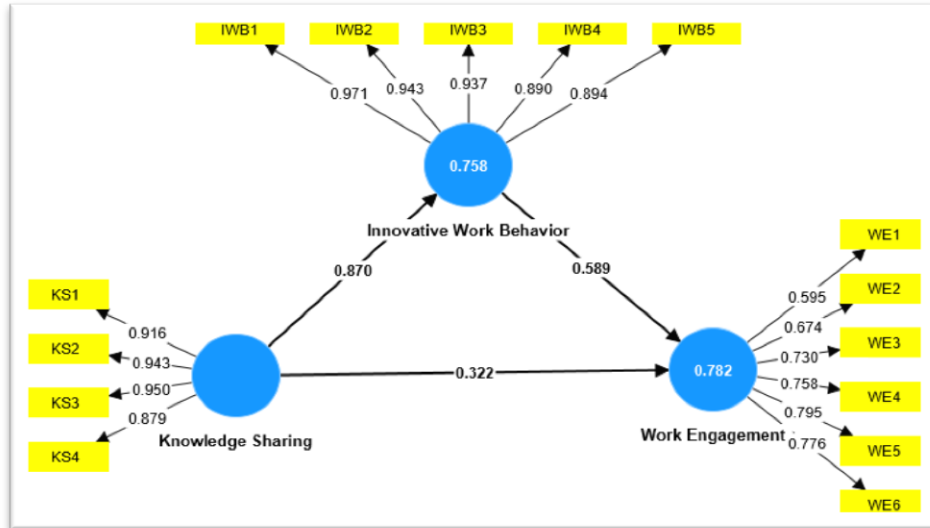 IWB1 IWB2 IWB3 IWB4 IWB5
0.971 0.943 0.937 0.890 0.894
0.758
Innovative Work Behavior
0.870 0.589
KS1
KS2
KS3
KS4
0.916
0.943
0.950
0.879
Knowledge Sharing
0.322
0.782
Work Engagement
0.595
0.674
0.730
0.758
0.795
0.776
WE1
WE2
WE3
WE4
WE5
WE6